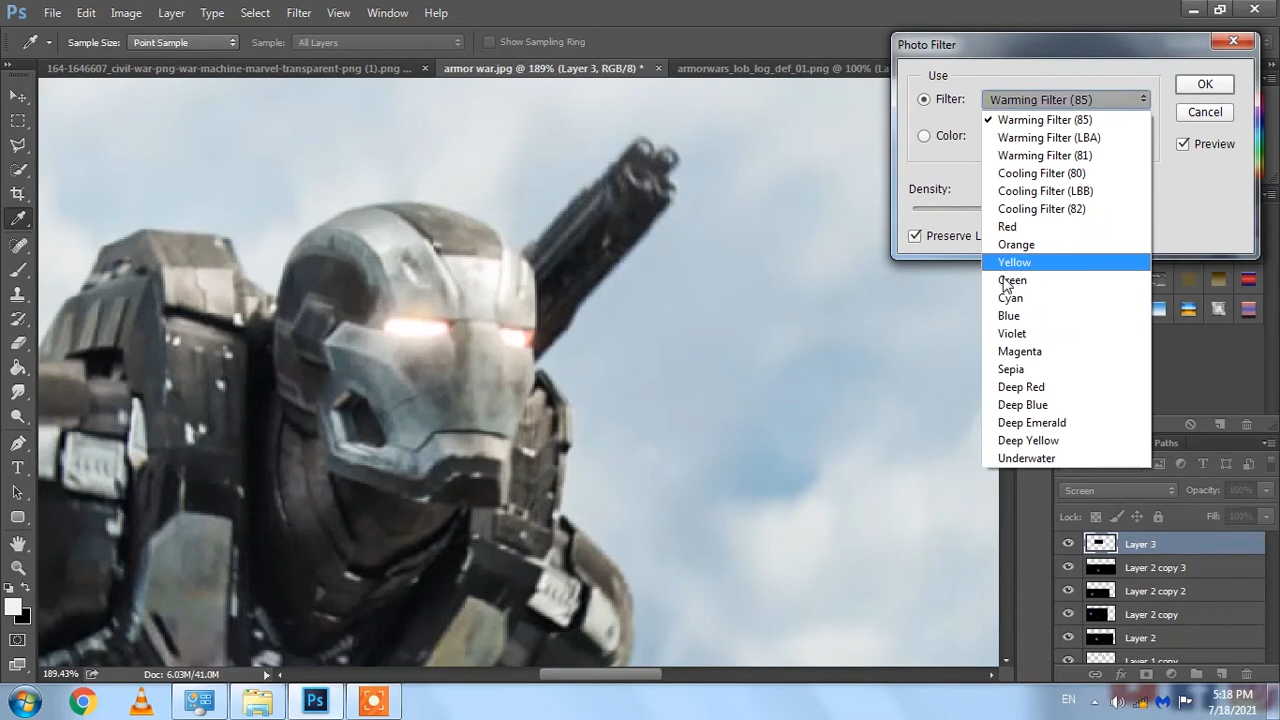 Ps File Edit Image Layer Type Select Filter View Window Help
Sample Size: Point Sample Sample: All Layers Show Sampling Ring
164-1646607_civil-war-png-war-machine-marvel-transparent-png (1).png ... × armor war.jpg @ 189% (Layer 3, RGB/8) * × armorwars_lob_log_def_01.png @ 100% (La
Photo Filter
Use
Filter: Warming Filter (85)
Color:
Density:
Preserve L
OK
Cancel
Preview
Warming Filter (85)
Warming Filter (LBA)
Warming Filter (81)
Cooling Filter (80)
Cooling Filter (LBB)
Cooling Filter (82)
Red
Orange
Yellow
Green
Cyan
Blue
Violet
Magenta
Sepia
Deep Red
Deep Blue
Deep Emerald
Deep Yellow
Underwater
Paths
Screen Opacity: 100%
Lock: Fill: 100%
Layer 3
Layer 2 copy 3
Layer 2 copy 2
Layer 2 copy
Layer 2
Layer 1 copy
189.43% Doc: 6.03M/41.0M
Ps EN 5:18 PM
7/18/2021